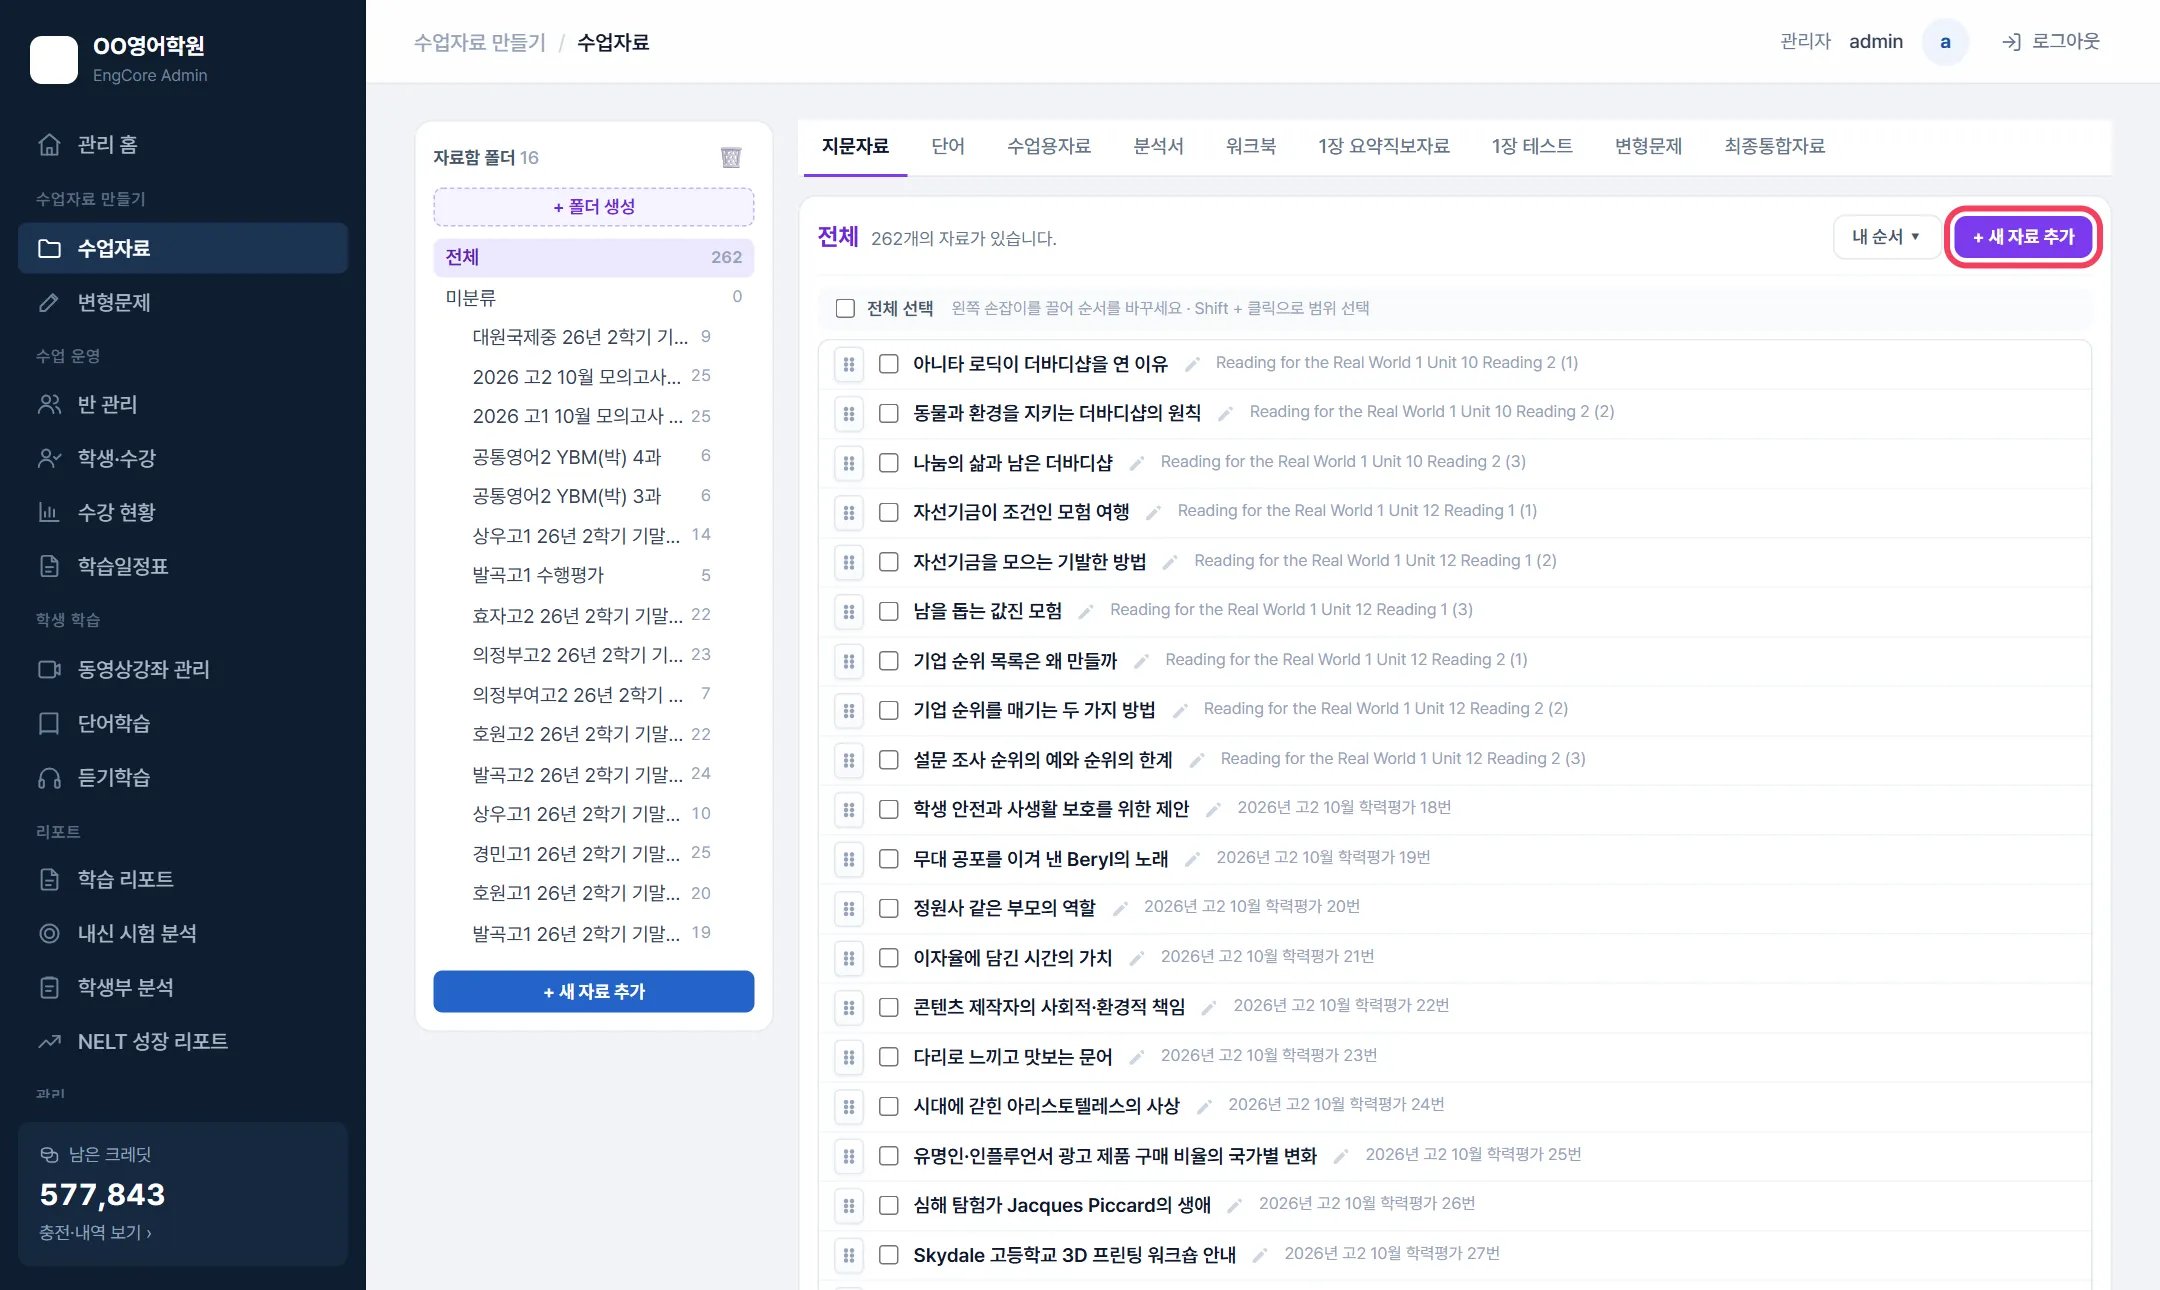 OO영어학원
EngCore Admin
관리 홈
수업자료 만들기
수업자료
변형문제
수업 운영
반 관리
학생·수강
수강 현황
학습일정표
학생 학습
동영상강좌 관리
단어학습
듣기학습
리포트
학습 리포트
내신 시험 분석
학생부 분석
NELT 성장 리포트
관리
남은 크레딧
577,843
충전·내역 보기 ›
수업자료 만들기 / 수업자료
관리자 admin a 로그아웃
자료함 폴더 16
+ 폴더 생성
전체 262
미분류 0
대원국제중 26년 2학기 기... 9
2026 고2 10월 모의고사... 25
2026 고1 10월 모의고사 ... 25
공통영어2 YBM(박) 4과 6
공통영어2 YBM(박) 3과 6
상우고1 26년 2학기 기말... 14
발곡고1 수행평가 5
효자고2 26년 2학기 기말... 22
의정부고2 26년 2학기 기... 23
의정부여고2 26년 2학기 ... 7
호원고2 26년 2학기 기말... 22
발곡고2 26년 2학기 기말... 24
상우고1 26년 2학기 기말... 10
경민고1 26년 2학기 기말... 25
호원고1 26년 2학기 기말... 20
발곡고1 26년 2학기 기말... 19
+ 새 자료 추가
지문자료 단어 수업용자료 분석서 워크북 1장 요약직보자료 1장 테스트 변형문제 최종통합자료
전체 262개의 자료가 있습니다.
내 순서 ▼
+ 새 자료 추가
전체 선택 왼쪽 손잡이를 끌어 순서를 바꾸세요 · Shift + 클릭으로 범위 선택
아니타 로딕이 더바디샵을 연 이유 Reading for the Real World 1 Unit 10 Reading 2 (1)
동물과 환경을 지키는 더바디샵의 원칙 Reading for the Real World 1 Unit 10 Reading 2 (2)
나눔의 삶과 남은 더바디샵 Reading for the Real World 1 Unit 10 Reading 2 (3)
자선기금이 조건인 모험 여행 Reading for the Real World 1 Unit 12 Reading 1 (1)
자선기금을 모으는 기발한 방법 Reading for the Real World 1 Unit 12 Reading 1 (2)
남을 돕는 값진 모험 Reading for the Real World 1 Unit 12 Reading 1 (3)
기업 순위 목록은 왜 만들까 Reading for the Real World 1 Unit 12 Reading 2 (1)
기업 순위를 매기는 두 가지 방법 Reading for the Real World 1 Unit 12 Reading 2 (2)
설문 조사 순위의 예와 순위의 한계 Reading for the Real World 1 Unit 12 Reading 2 (3)
학생 안전과 사생활 보호를 위한 제안 2026년 고2 10월 학력평가 18번
무대 공포를 이겨 낸 Beryl의 노래 2026년 고2 10월 학력평가 19번
정원사 같은 부모의 역할 2026년 고2 10월 학력평가 20번
이자율에 담긴 시간의 가치 2026년 고2 10월 학력평가 21번
콘텐츠 제작자의 사회적·환경적 책임 2026년 고2 10월 학력평가 22번
다리로 느끼고 맛보는 문어 2026년 고2 10월 학력평가 23번
시대에 갇힌 아리스토텔레스의 사상 2026년 고2 10월 학력평가 24번
유명인·인플루언서 광고 제품 구매 비율의 국가별 변화 2026년 고2 10월 학력평가 25번
심해 탐험가 Jacques Piccard의 생애 2026년 고2 10월 학력평가 26번
Skydale 고등학교 3D 프린팅 워크숍 안내 2026년 고2 10월 학력평가 27번